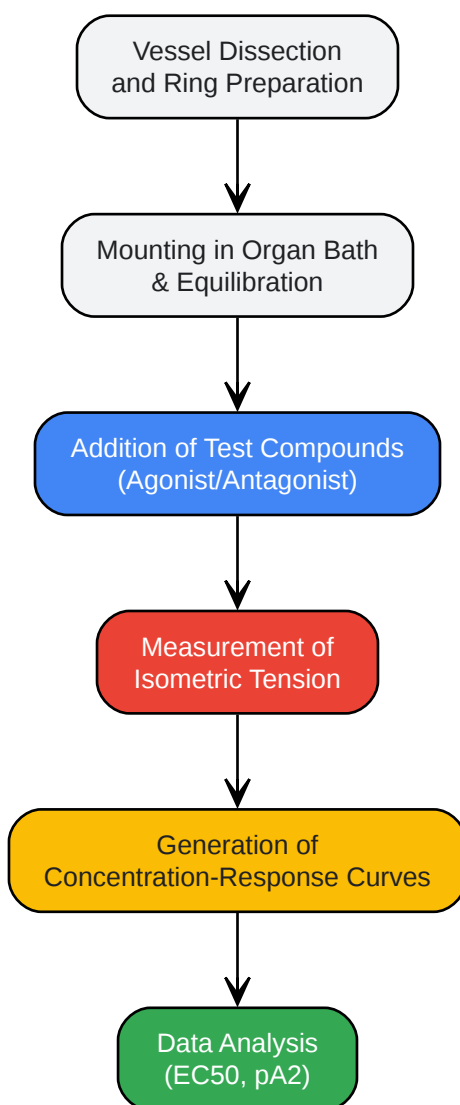 Vessel Dissection
and Ring Preparation
Mounting in Organ Bath
& Equilibration
Addition of Test Compounds
(Agonist/Antagonist)
Measurement of
Isometric Tension
Generation of
Concentration-Response Curves
Data Analysis
(EC50, pA2)